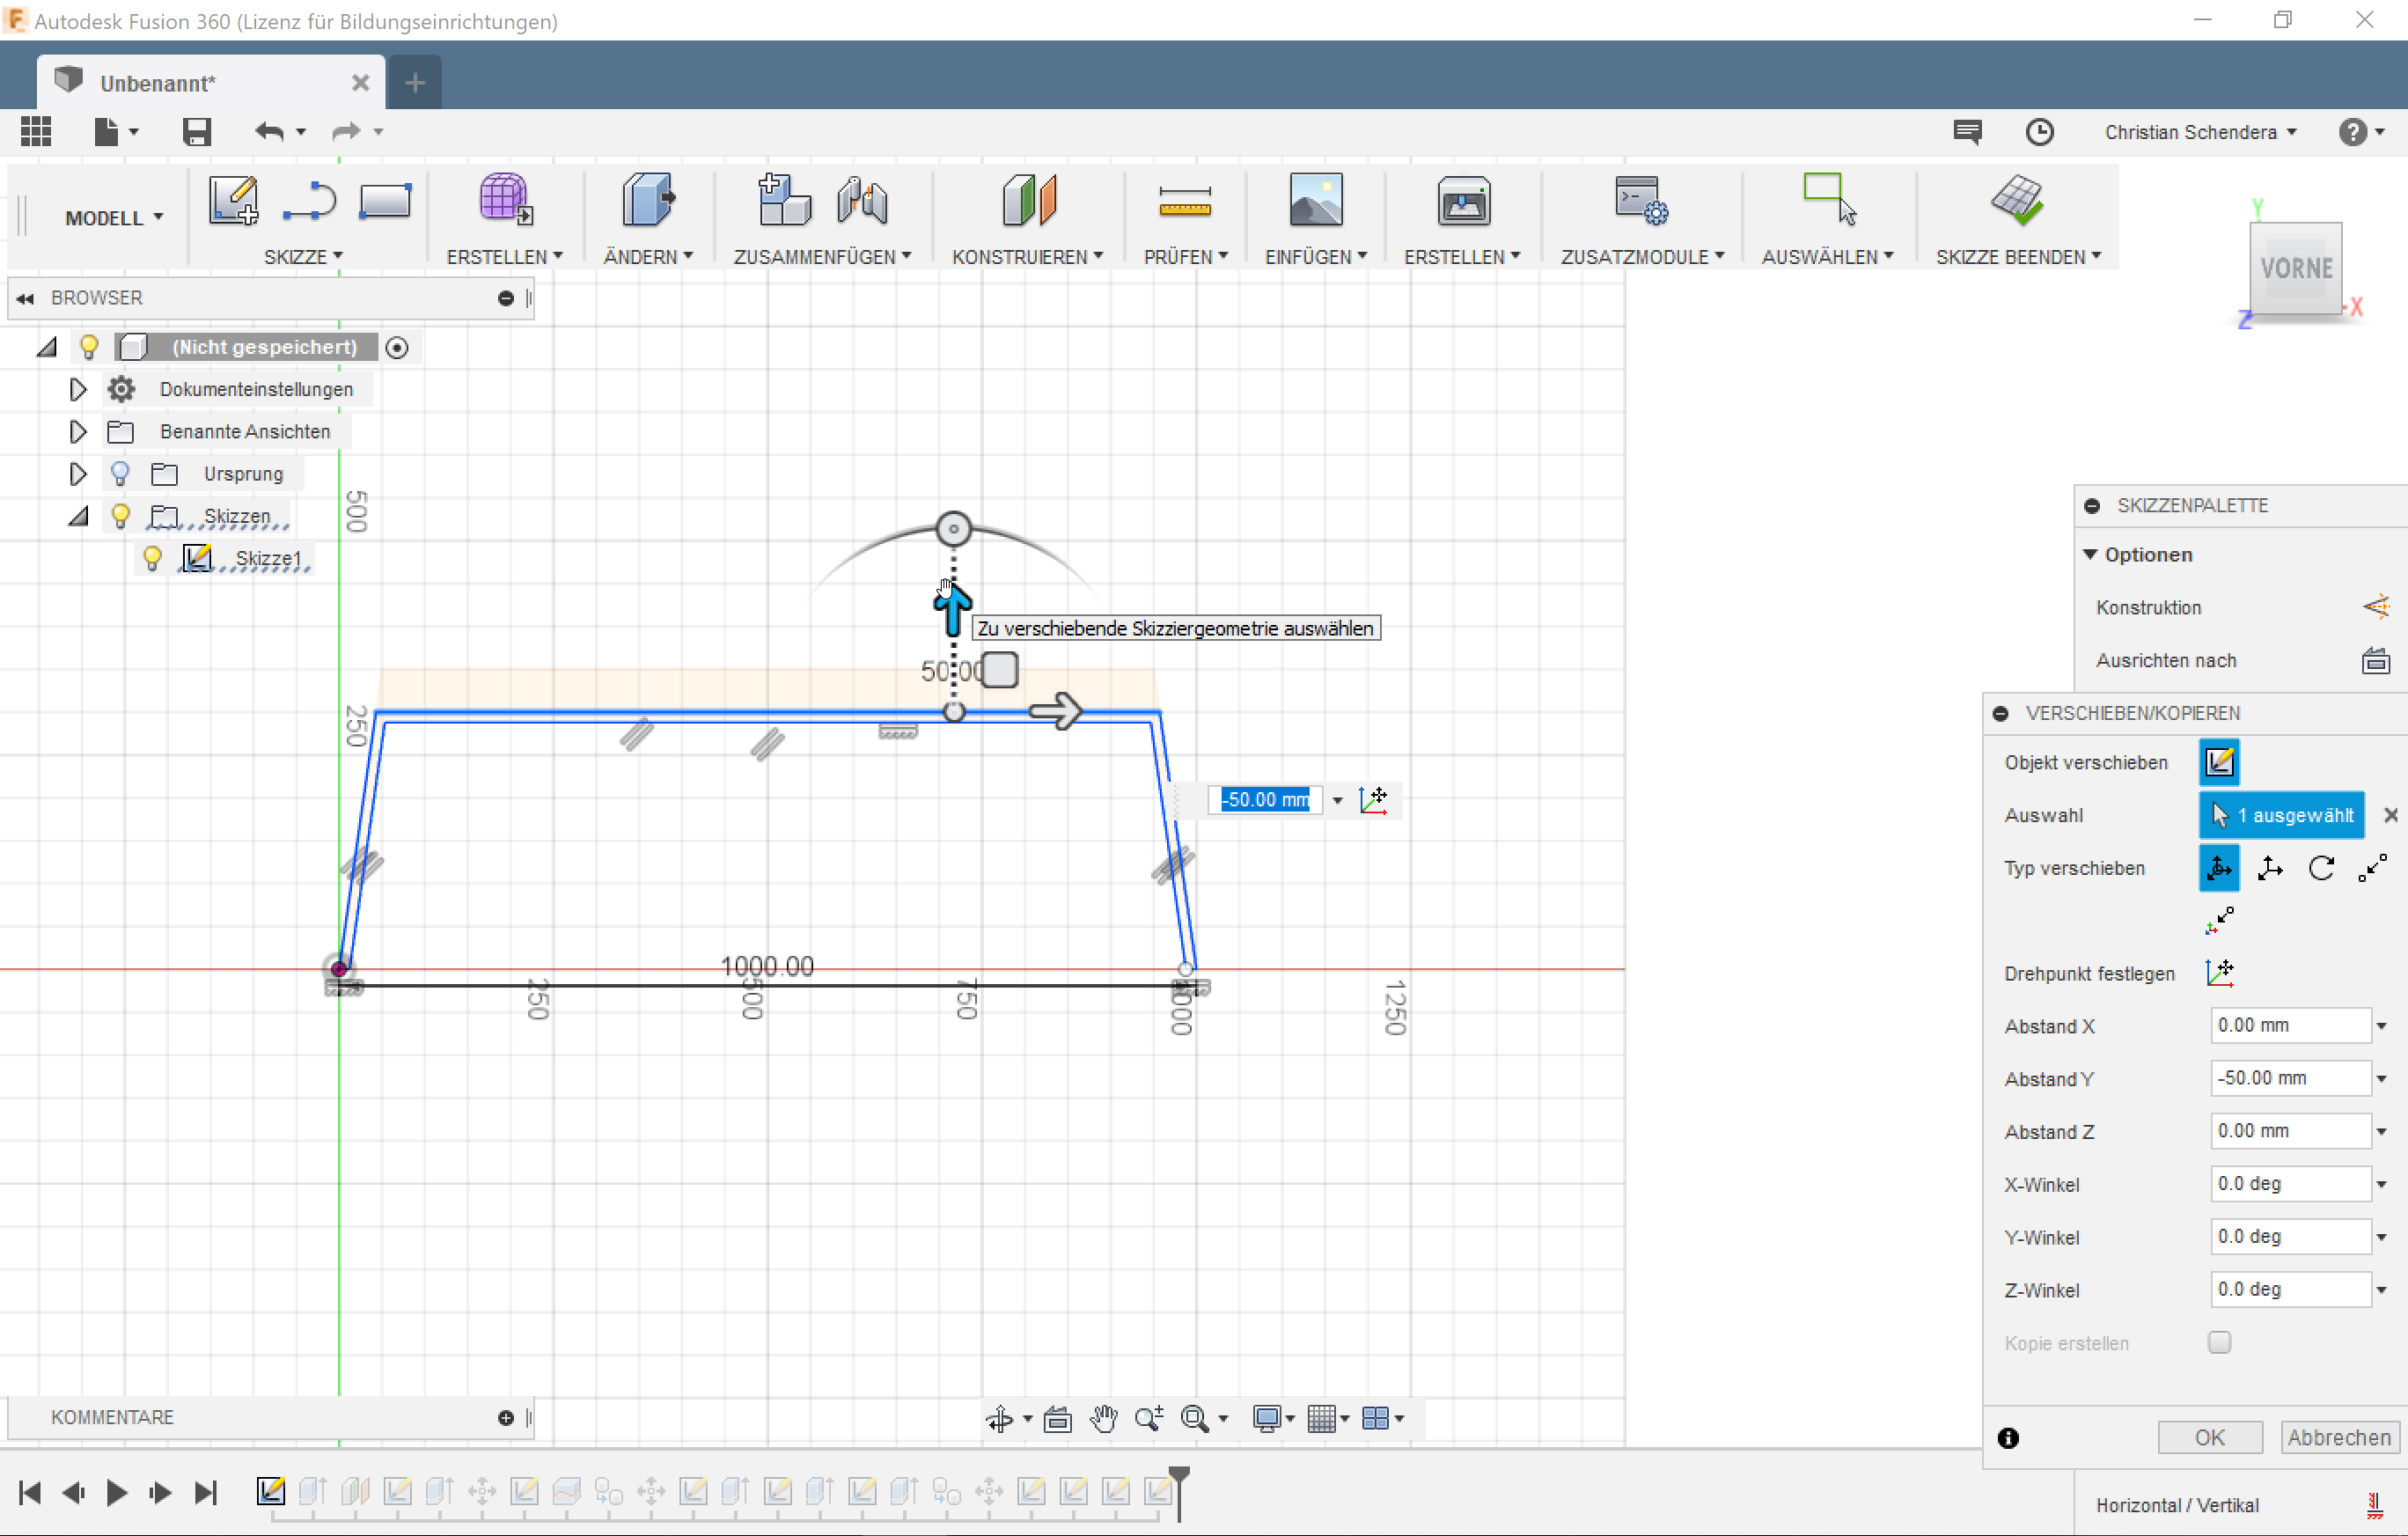 Autodesk Fusion 360 (Lizenz für Bildungseinrichtungen)
Unbenannt*
Christian Schendera
MODELL
SKIZZE
ERSTELLEN
ÄNDERN
ZUSAMMENFÜGEN
KONSTRUIEREN
PRÜFEN
EINFÜGEN
ERSTELLEN
ZUSATZMODULE
AUSWÄHLEN
SKIZZE BEENDEN
Y
VORNE
X
Z
BROWSER
(Nicht gespeichert)
Dokumenteinstellungen
Benannte Ansichten
Ursprung
Skizzen
Skizze1
500
250
Zu verschiebende Skizziergeometrie auswählen
50.00
-50.00 mm
1000.00
250
500
750
1000
1250
SKIZZENPALETTE
Optionen
Konstruktion
Ausrichten nach
VERSCHIEBEN/KOPIEREN
Objekt verschieben
Auswahl
1 ausgewählt
Typ verschieben
Drehpunkt festlegen
Abstand X
0.00 mm
Abstand Y
-50.00 mm
Abstand Z
0.00 mm
X-Winkel
0.0 deg
Y-Winkel
0.0 deg
Z-Winkel
0.0 deg
Kopie erstellen
OK
Abbrechen
KOMMENTARE
Horizontal / Vertikal